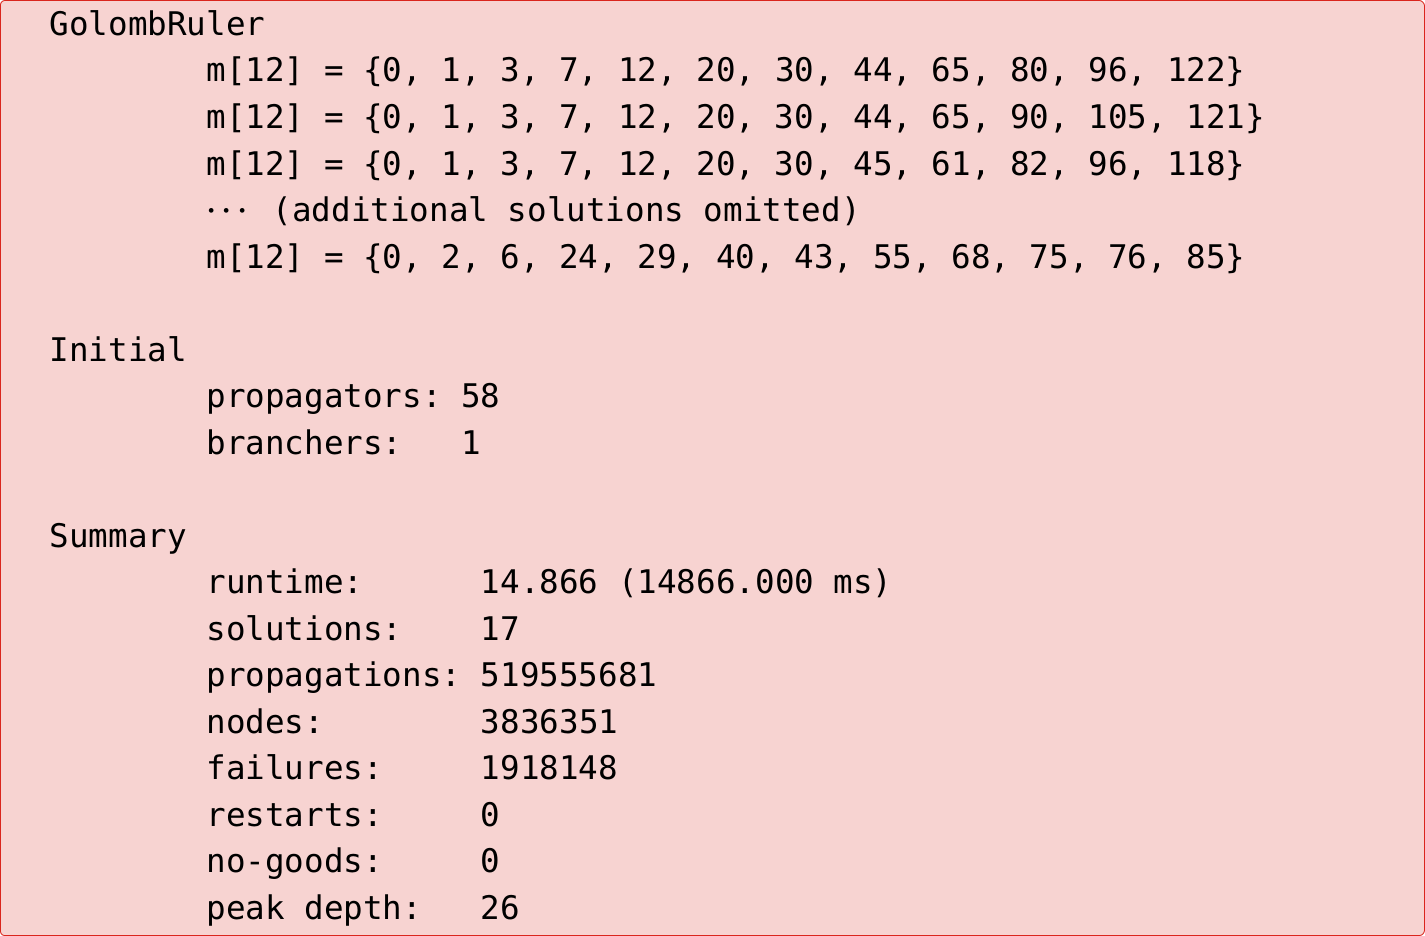 GolombRuler
m[12] = {0, 1, 3, 7, 12, 20, 30, 44, 65, 80, 96, 122}
m[12] = {0, 1, 3, 7, 12, 20, 30, 44, 65, 90, 105, 121}
m[12] = {0, 1, 3, 7, 12, 20, 30, 45, 61, 82, 96, 118}
··· (additional solutions omitted)
m[12] = {0, 2, 6, 24, 29, 40, 43, 55, 68, 75, 76, 85}
Initial
propagators: 58
branchers: 1
Summary
runtime: 14.866 (14866.000 ms)
solutions: 17
propagations: 519555681
nodes: 3836351
failures: 1918148
restarts: 0
no-goods: 0
peak depth: 26